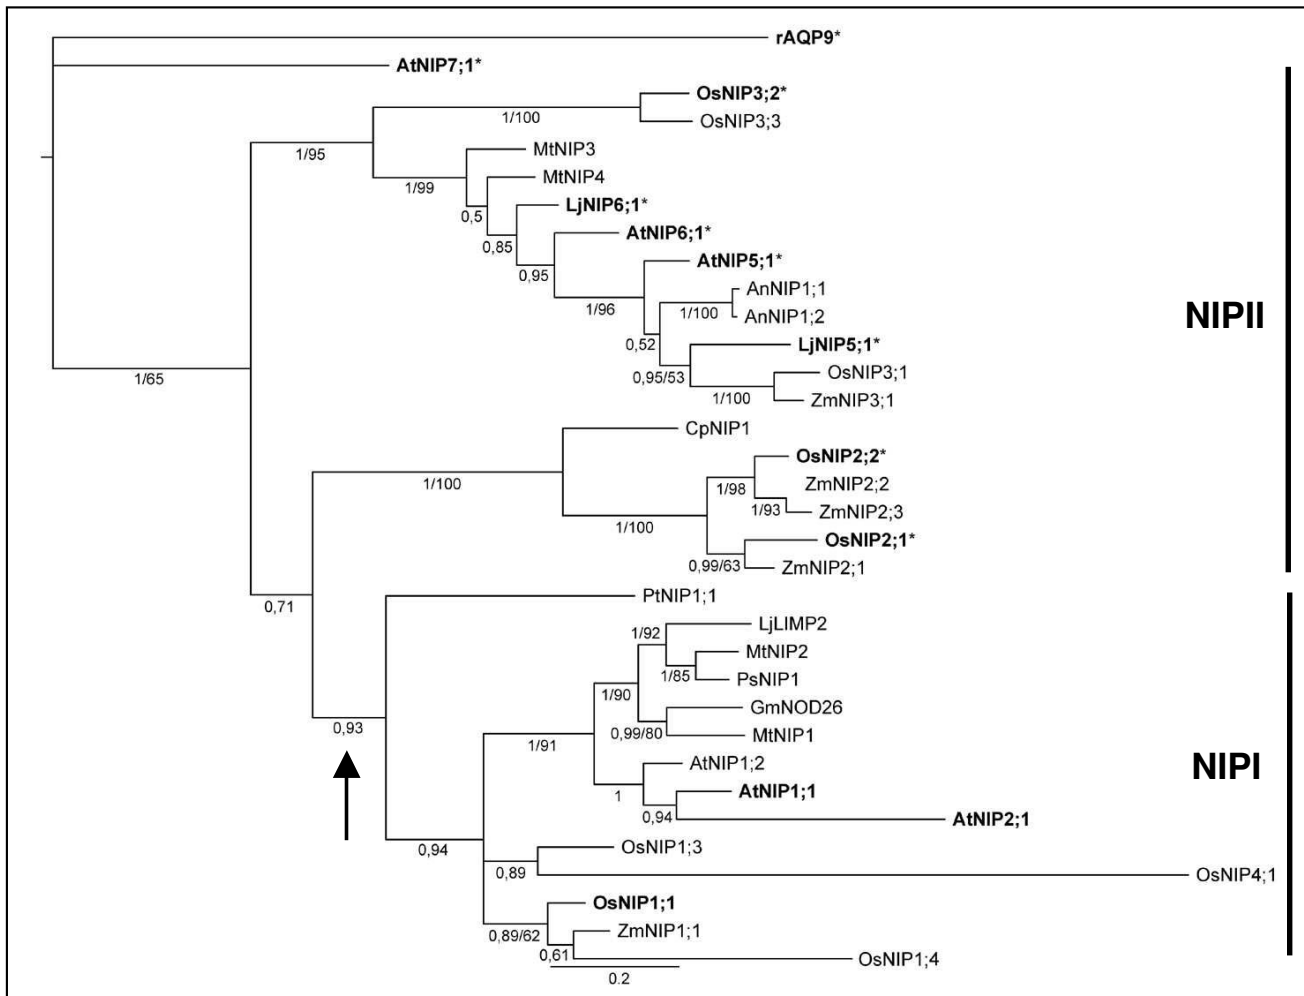 rAQP9*
AtNIP7;1*
OsNIP3;2*
1/100
OsNIP3;3
MtNIP3
1/95
MtNIP4
1/99
LjNIP6;1*
0,5
AtNIP6;1*
0,85
AtNIP5;1*
0,95
AnNIP1;1
1/96
1/100
AnNIP1;2
NIPII
0,52
LjNIP5;1*
OsNIP3;1
1/65
0,95/53
1/100
ZmNIP3;1
CpNIP1
OsNIP2;2*
1/100
1/98
ZmNIP2;2
1/93
ZmNIP2;3
1/100
OsNIP2;1*
0,99/63
ZmNIP2;1
PtNIP1;1
0,71
LjLIMP2
1/92
MtNIP2
1/85
PsNIP1
1/90
GmNOD26
0,93
0,99/80
MtNIP1
1/91
AtNIP1;2
NIPI
1
AtNIP1;1
0,94
AtNIP2;1
OsNIP1;3
0,94
0,89
OsNIP4;1
OsNIP1;1
0,89/62
ZmNIP1;1
0,61
OsNIP1;4
0.2